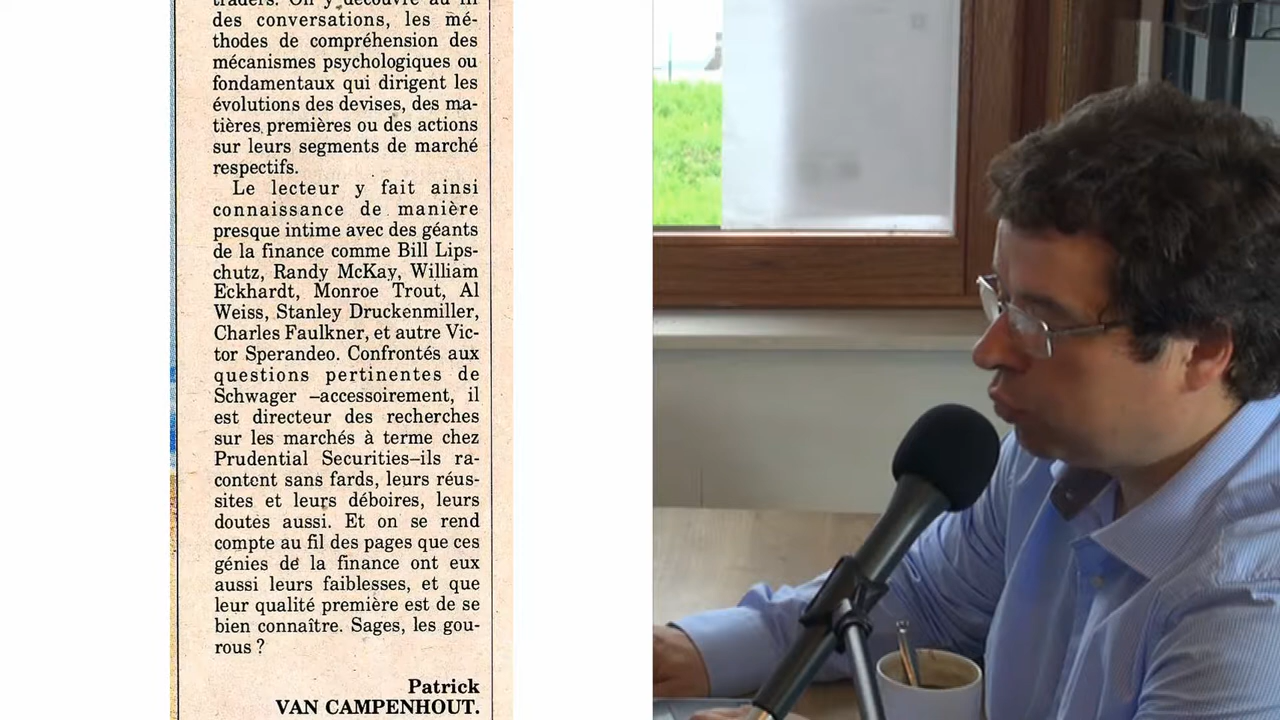 traders. On y découvre au fil
des conversations, les mé-
thodes de compréhension des
mécanismes psychologiques ou
fondamentaux qui dirigent les
évolutions des devises, des ma-
tières premières ou des actions
sur leurs segments de marché
respectifs.
Le lecteur y fait ainsi
connaissance de manière
presque intime avec des géants
de la finance comme Bill Lips-
chutz, Randy McKay, William
Eckhardt, Monroe Trout, Al
Weiss, Stanley Druckenmiller,
Charles Faulkner, et autre Vic-
tor Sperandeo. Confrontés aux
questions pertinentes de
Schwager –accessoirement, il
est directeur des recherches
sur les marchés à terme chez
Prudential Securities–ils ra-
content sans fards, leurs réus-
sites et leurs déboires, leurs
doutes aussi. Et on se rend
compte au fil des pages que ces
génies de la finance ont eux
aussi leurs faiblesses, et que
leur qualité première est de se
bien connaître. Sages, les gou-
rous ?
Patrick
VAN CAMPENHOUT.